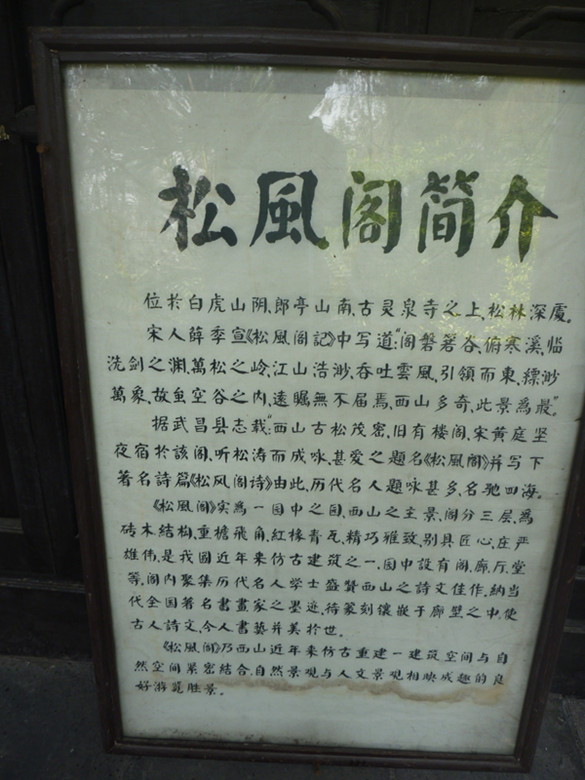 松風阁简介
位於白虎山阴,郎亭山南,古灵泉寺之上,松林深處。
宋人薛季宣《松風閣記》中写道:"阁磐窘谷,俯寒溪,临
洗剑之渊,萬松之岭,江山浩渺,吞吐雲風,引領而東,縹渺
萬象,故虽空谷之内,遠瞩無不届焉,西山多奇,此景為最"。
据武昌县志载:"西山古松茂密,旧有楼阁,宋黄庭坚
夜宿於該阁,听松涛而成咏,甚爱之题名《松風閣》并写下
著名詩篇《松风阁诗》由此,历代名人題咏甚多,名驰四海。
《松風阁》实為一园中之园,西山之主景,阁分三层,為
砖木结構,重檐飛角,紅椽青瓦,精巧雅致,别具匠心,庄严
雄伟,是我國近年来仿古建筑之一,园中設有阁,廊,厅,堂
等,阁内聚集历代名人学士盛贊西山之詩文佳作,納当
代全国著名書畫家之墨迹,待篆刻镶嵌于廊壁之中,使
古人詩文,今人書藝并美於世。
《松風阁》乃西山近年来仿古重建一建筑空间与自
然空间累密结合,自然景观与人文景观相映成趣的良
好游覧胜景。